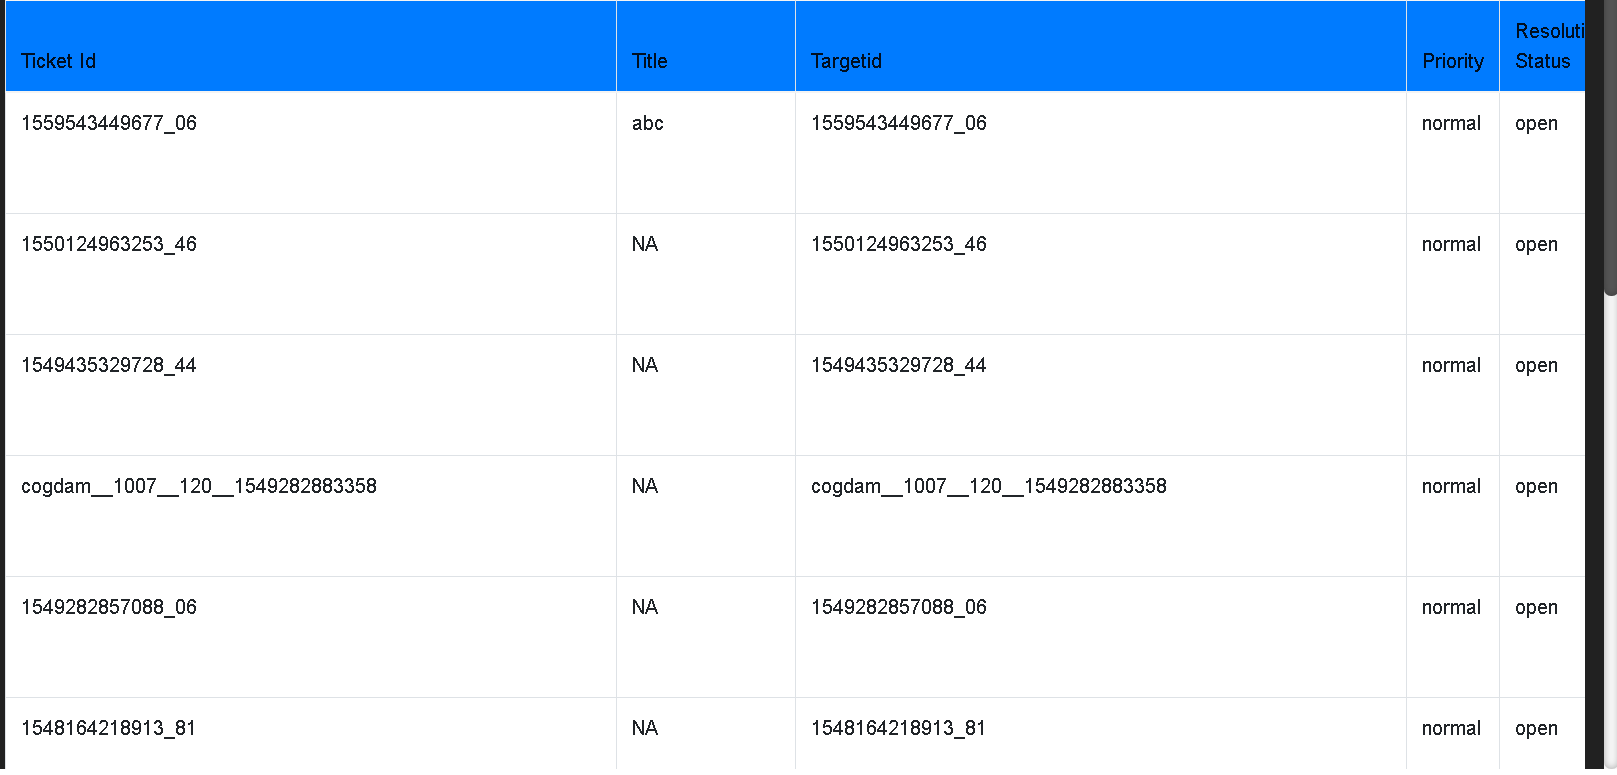 Ticket Id Title Targetid Priority Resoluti Status
1559543449677_06 abc 1559543449677_06 normal open
1550124963253_46 NA 1550124963253_46 normal open
1549435329728_44 NA 1549435329728_44 normal open
cogdam__1007__120__1549282883358 NA cogdam__1007__120__1549282883358 normal open
1549282857088_06 NA 1549282857088_06 normal open
1548164218913_81 NA 1548164218913_81 normal open